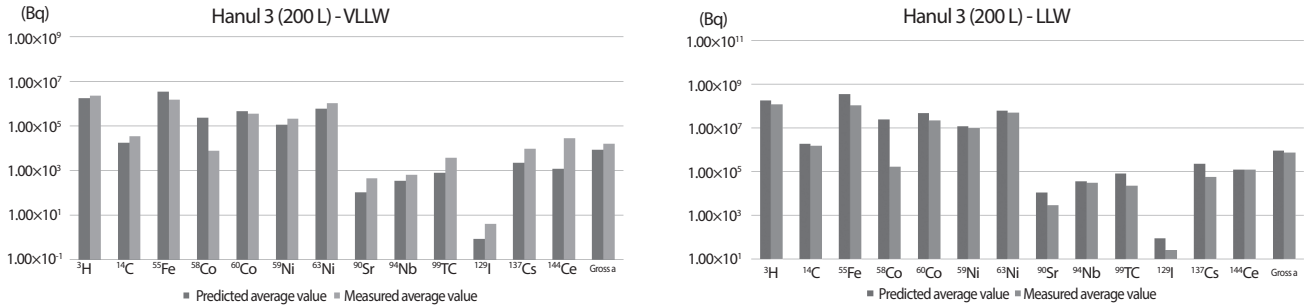 (Bq)
Hanul 3 (200 L) - VLLW
1.00×10⁹
1.00×10⁷
1.00×10⁵
1.00×10³
1.00×10¹
1.00×10⁻¹
³H ¹⁴C ⁵⁵Fe ⁵⁸Co ⁶⁰Co ⁵⁹Ni ⁶³Ni ⁹⁰Sr ⁹⁴Nb ⁹⁹TC ¹²⁹I ¹³⁷Cs ¹⁴⁴Ce Gross a
Predicted average value Measured average value
(Bq)
Hanul 3 (200 L) - LLW
1.00×10¹¹
1.00×10⁹
1.00×10⁷
1.00×10⁵
1.00×10³
1.00×10¹
³H ¹⁴C ⁵⁵Fe ⁵⁸Co ⁶⁰Co ⁵⁹Ni ⁶³Ni ⁹⁰Sr ⁹⁴Nb ⁹⁹TC ¹²⁹I ¹³⁷Cs ¹⁴⁴Ce Gross a
Predicted average value Measured average value